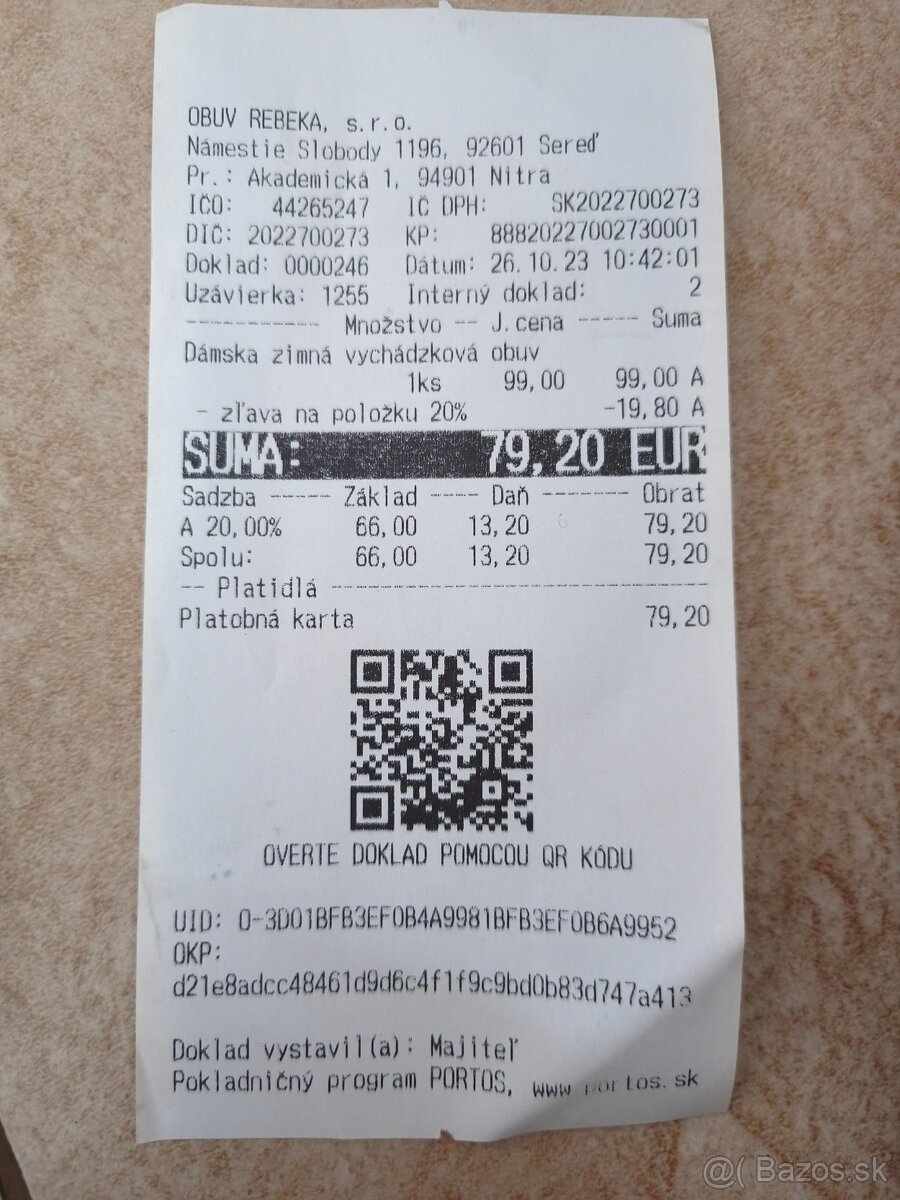 OBUV REBEKA, s.r.o.
Námestie Slobody 1196, 92601 Sereď
Pr.: Akademická 1, 94901 Nitra
IČO: 44265247 IČ DPH: SK2022700273
DIČ: 2022700273 KP: 88820227002730001
Doklad: 0000246 Dátum: 26.10.23 10:42:01
Uzávierka: 1255 Interný doklad: 2
------- Množstvo -- J.cena ----- Suma
Dámska zimná vychádzková obuv
1ks 99,00 99,00 A
- zľava na položku 20% -19,80 A
SUMA: 79,20 EUR
Sadzba ---- Základ ---- Daň ------ Obrat
A 20,00% 66,00 13,20 79,20
Spolu: 66,00 13,20 79,20
-- Platidlá --------------------
Platobná karta 79,20
OVERTE DOKLAD POMOCOU QR KÓDU
UID: O-3D01BFB3EF0B4A9981BFB3EF0B6A9952
OKP:
d21e8adcc48461d9d6c4f1f9c9bd0b83d747a413
Doklad vystavil(a): Majiteľ
Pokladničný program PORTOS, www.portos.sk
@( Bazos.sk